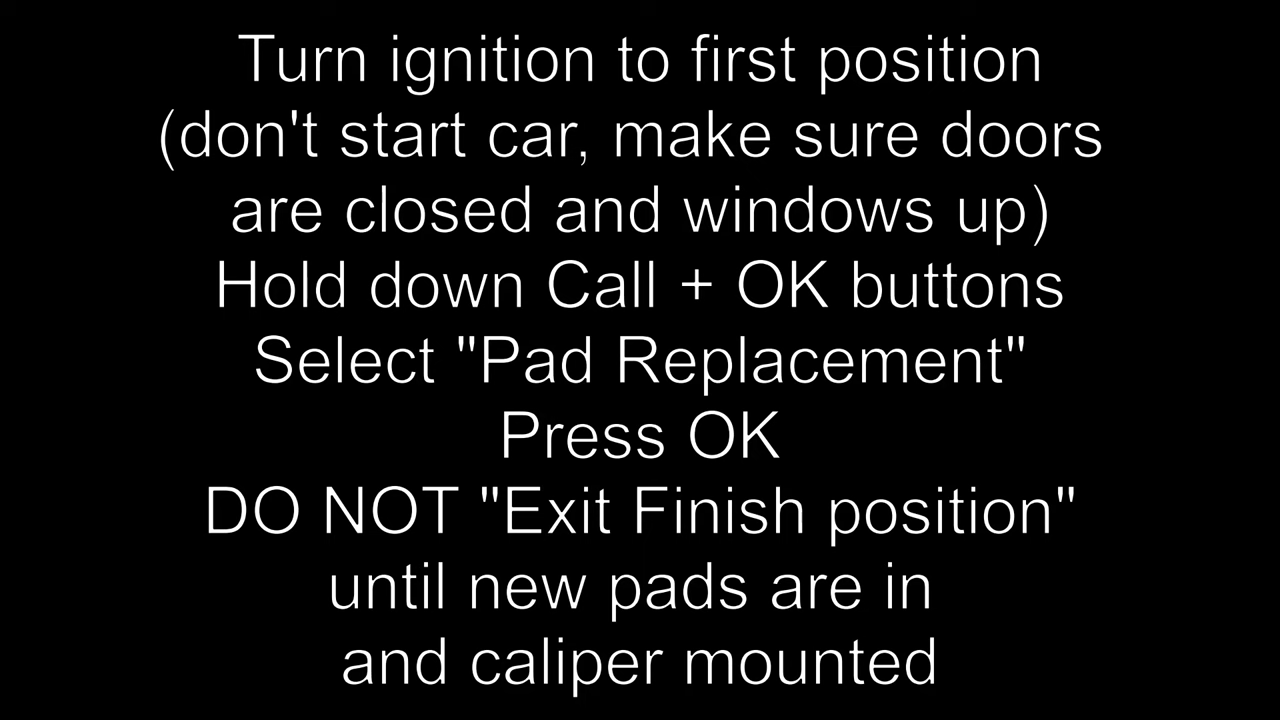 Turn ignition to first position
(don't start car, make sure doors
are closed and windows up)
Hold down Call + OK buttons
Select "Pad Replacement"
Press OK
DO NOT "Exit Finish position"
until new pads are in
and caliper mounted